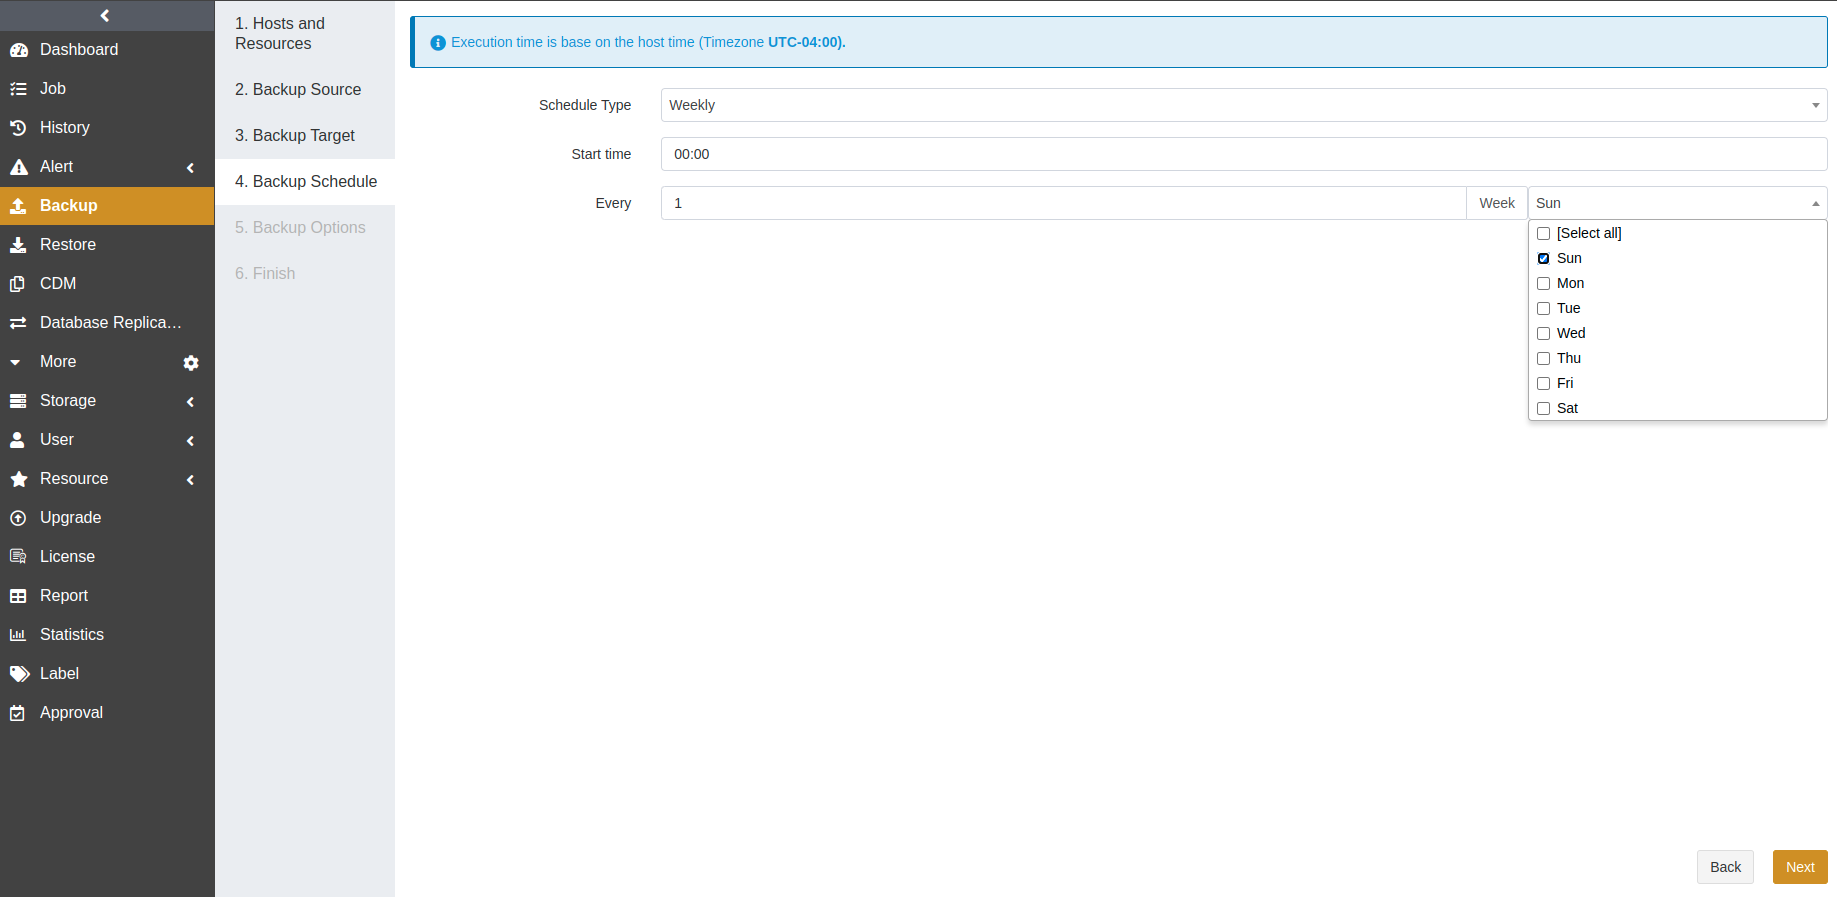 Dashboard
Job
History
Alert
Backup
Restore
CDM
Database Replica…
More
Storage
User
Resource
Upgrade
License
Report
Statistics
Label
Approval
1. Hosts and
Resources
2. Backup Source
3. Backup Target
4. Backup Schedule
5. Backup Options
6. Finish
Execution time is base on the host time (Timezone UTC-04:00).
Schedule Type Weekly
Start time 00:00
Every 1 Week Sun
[Select all]
Sun
Mon
Tue
Wed
Thu
Fri
Sat
Back Next